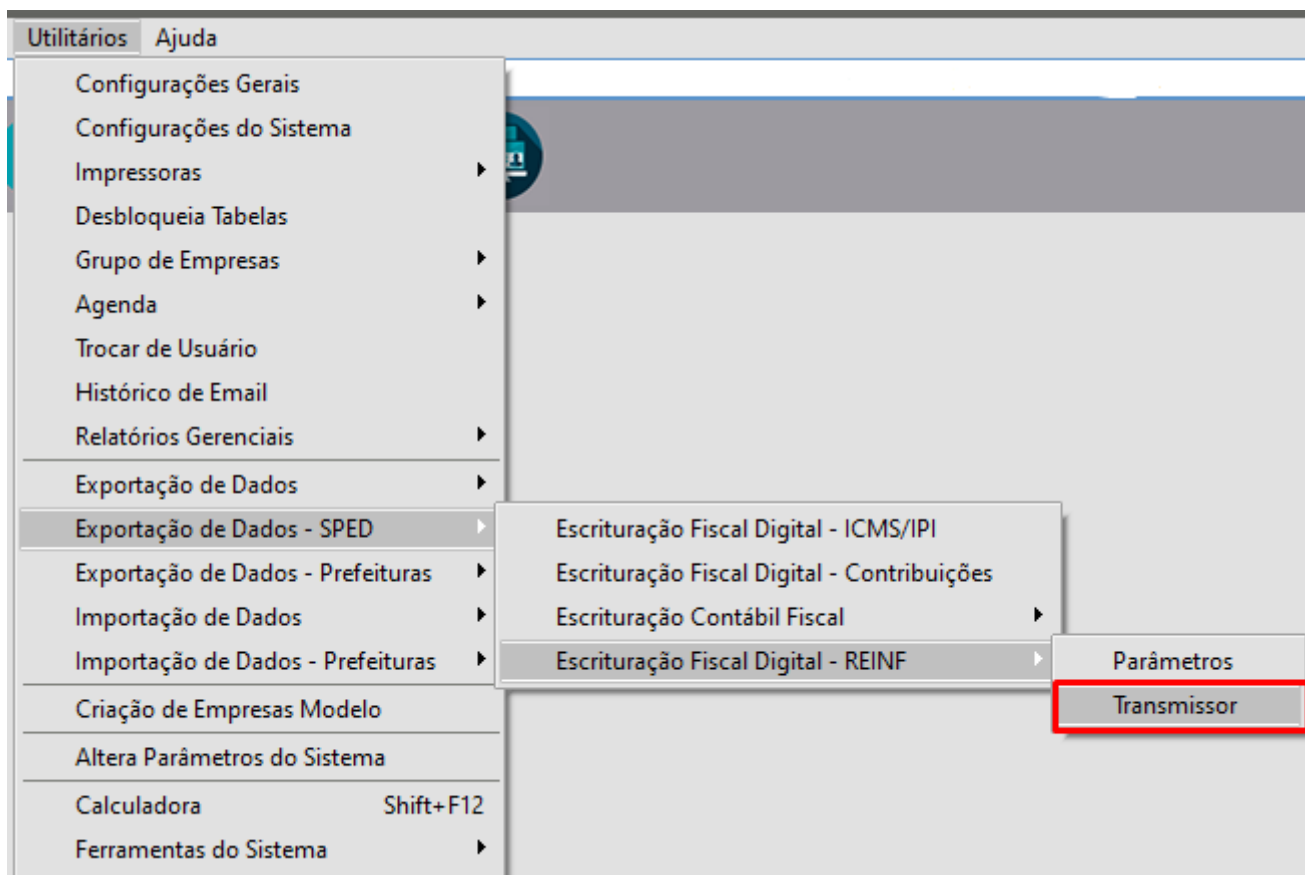 Utilitários Ajuda
Configurações Gerais
Configurações do Sistema
Impressoras
Desbloqueia Tabelas
Grupo de Empresas
Agenda
Trocar de Usuário
Histórico de Email
Relatórios Gerenciais
Exportação de Dados
Exportação de Dados - SPED
Exportação de Dados - Prefeituras
Importação de Dados
Importação de Dados - Prefeituras
Criação de Empresas Modelo
Altera Parâmetros do Sistema
Calculadora Shift+F12
Ferramentas do Sistema
Escrituração Fiscal Digital - ICMS/IPI
Escrituração Fiscal Digital - Contribuições
Escrituração Contábil Fiscal
Escrituração Fiscal Digital - REINF
Parâmetros
Transmissor